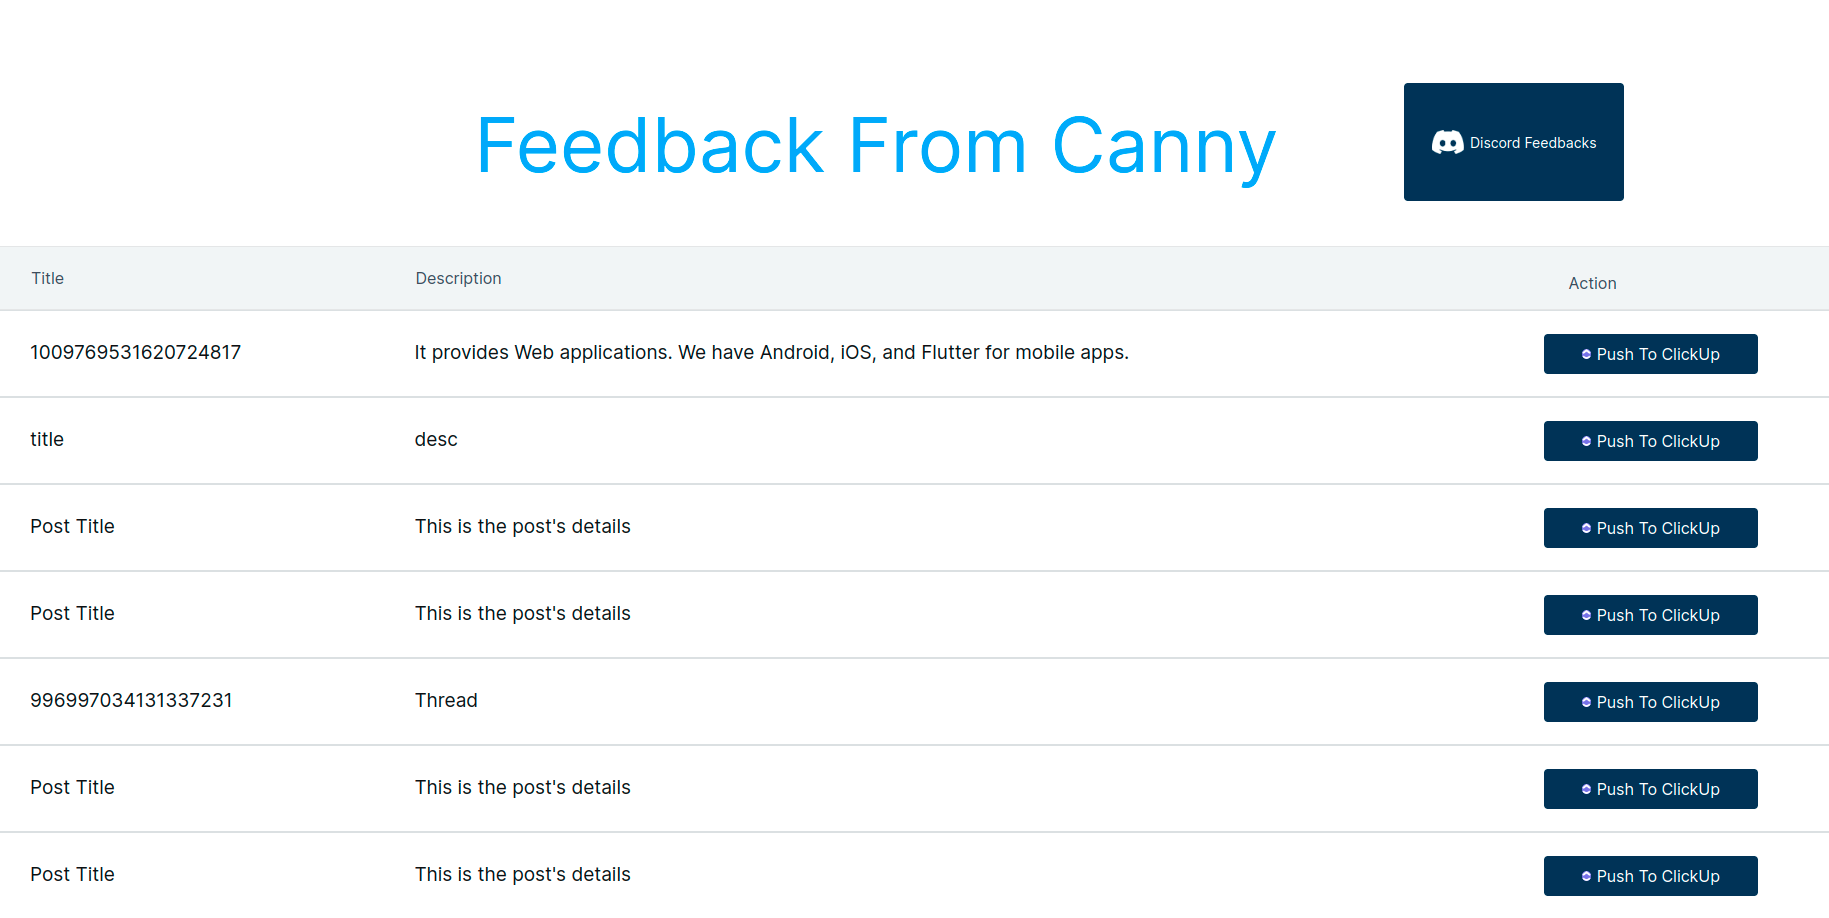 Feedback From Canny
Discord Feedbacks
Title Description Action
1009769531620724817 It provides Web applications. We have Android, iOS, and Flutter for mobile apps. Push To ClickUp
title desc Push To ClickUp
Post Title This is the post's details Push To ClickUp
Post Title This is the post's details Push To ClickUp
996997034131337231 Thread Push To ClickUp
Post Title This is the post's details Push To ClickUp
Post Title This is the post's details Push To ClickUp